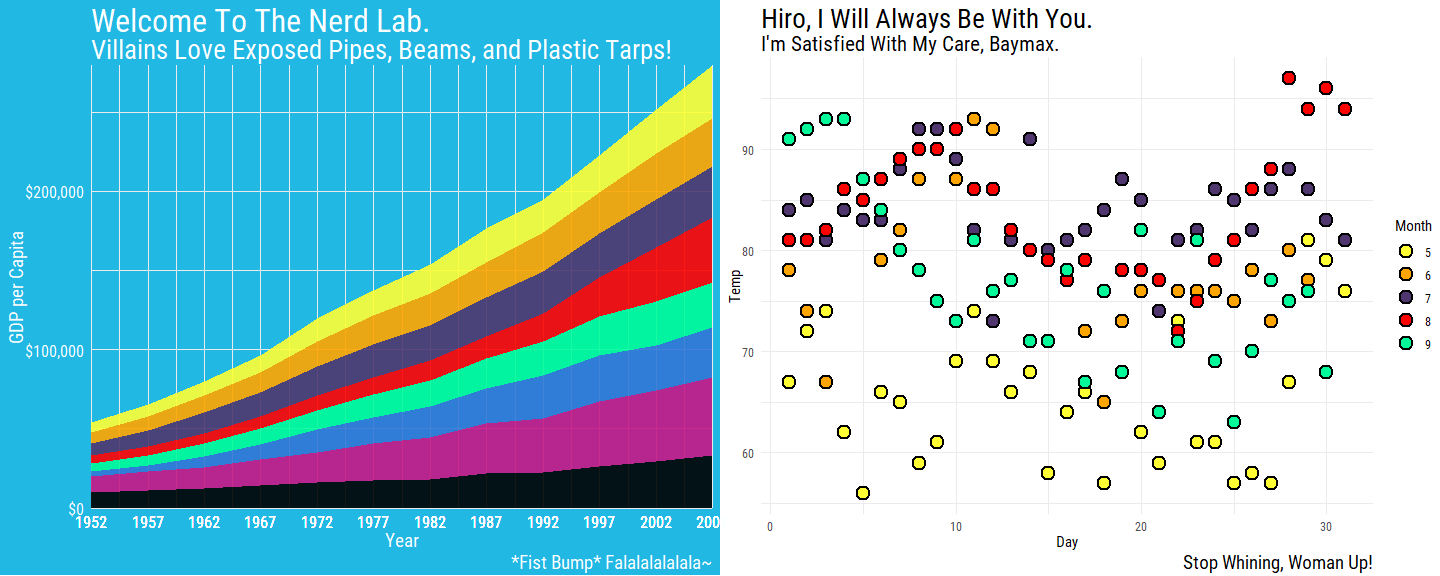 Welcome To The Nerd Lab.
Villains Love Exposed Pipes, Beams, and Plastic Tarps!
GDP per Capita
$200,000
$100,000
$0
1952 1957 1962 1967 1972 1977 1982 1987 1992 1997 2002 200
Year
*Fist Bump* Falalalalalala~
Hiro, I Will Always Be With You.
I'm Satisfied With My Care, Baymax.
Temp
90
80
70
60
0 10 20 30
Day
Month
5
6
7
8
9
Stop Whining, Woman Up!